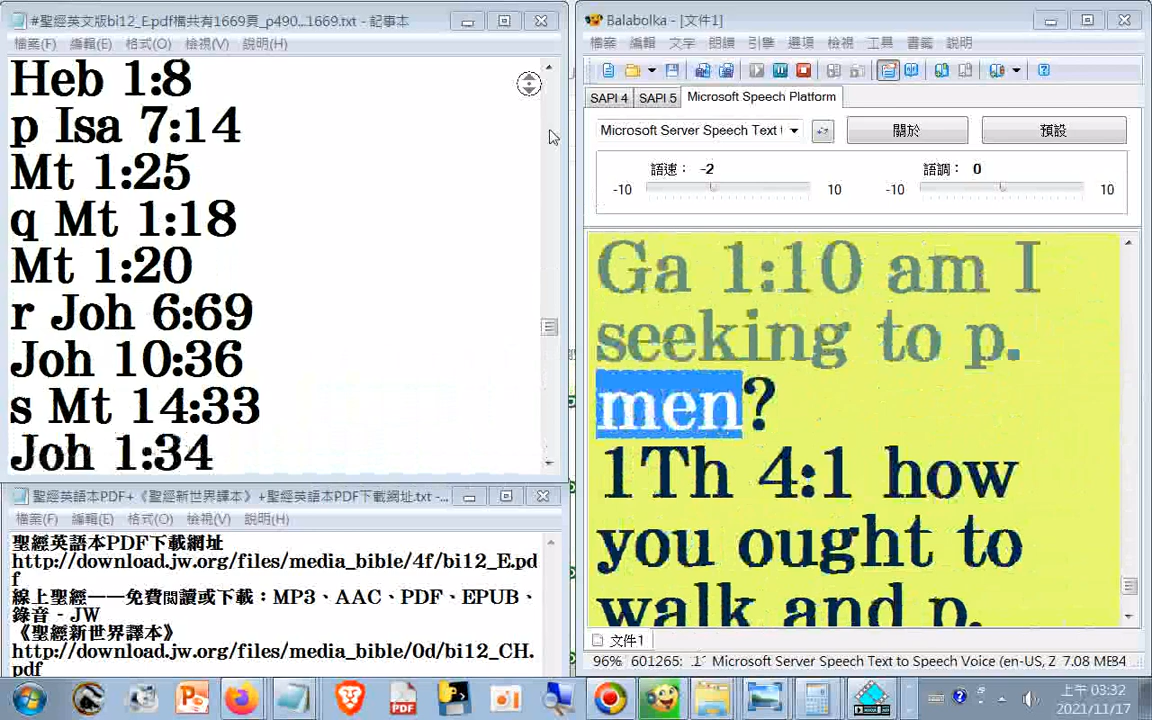 #聖經英文版bi12_E.pdf檔共有1669頁_p490...1669.txt - 記事本
檔案(F) 編輯(E) 格式(O) 檢視(V) 說明(H)
Heb 1:8
p Isa 7:14
Mt 1:25
q Mt 1:18
Mt 1:20
r Joh 6:69
Joh 10:36
s Mt 14:33
Joh 1:34
聖經英語本PDF+《聖經新世界譯本》+聖經英語本PDF下載網址.txt -...
檔案(F) 編輯(E) 格式(O) 檢視(V) 說明(H)
聖經英語本PDF下載網址
http://download.jw.org/files/media_bible/4f/bi12_E.pd
f
線上聖經——免費閱讀或下載：MP3、AAC、PDF、EPUB、
錄音 - JW
《聖經新世界譯本》
http://download.jw.org/files/media_bible/0d/bi12_CH.
pdf
Balabolka - [文件1]
檔案 編輯 文字 朗讀 引擎 選項 檢視 工具 書籤 說明
SAPI 4 SAPI 5 Microsoft Speech Platform
Microsoft Server Speech Text 關於 預設
語速： -2 語調： 0
-10 10 -10 10
Ga 1:10 am I
seeking to p.
men?
1Th 4:1 how
you ought to
walk and p.
文件1
96% 601265: Microsoft Server Speech Text to Speech Voice (en-US, Z 7.08 MB
上午 03:32
2021/11/17